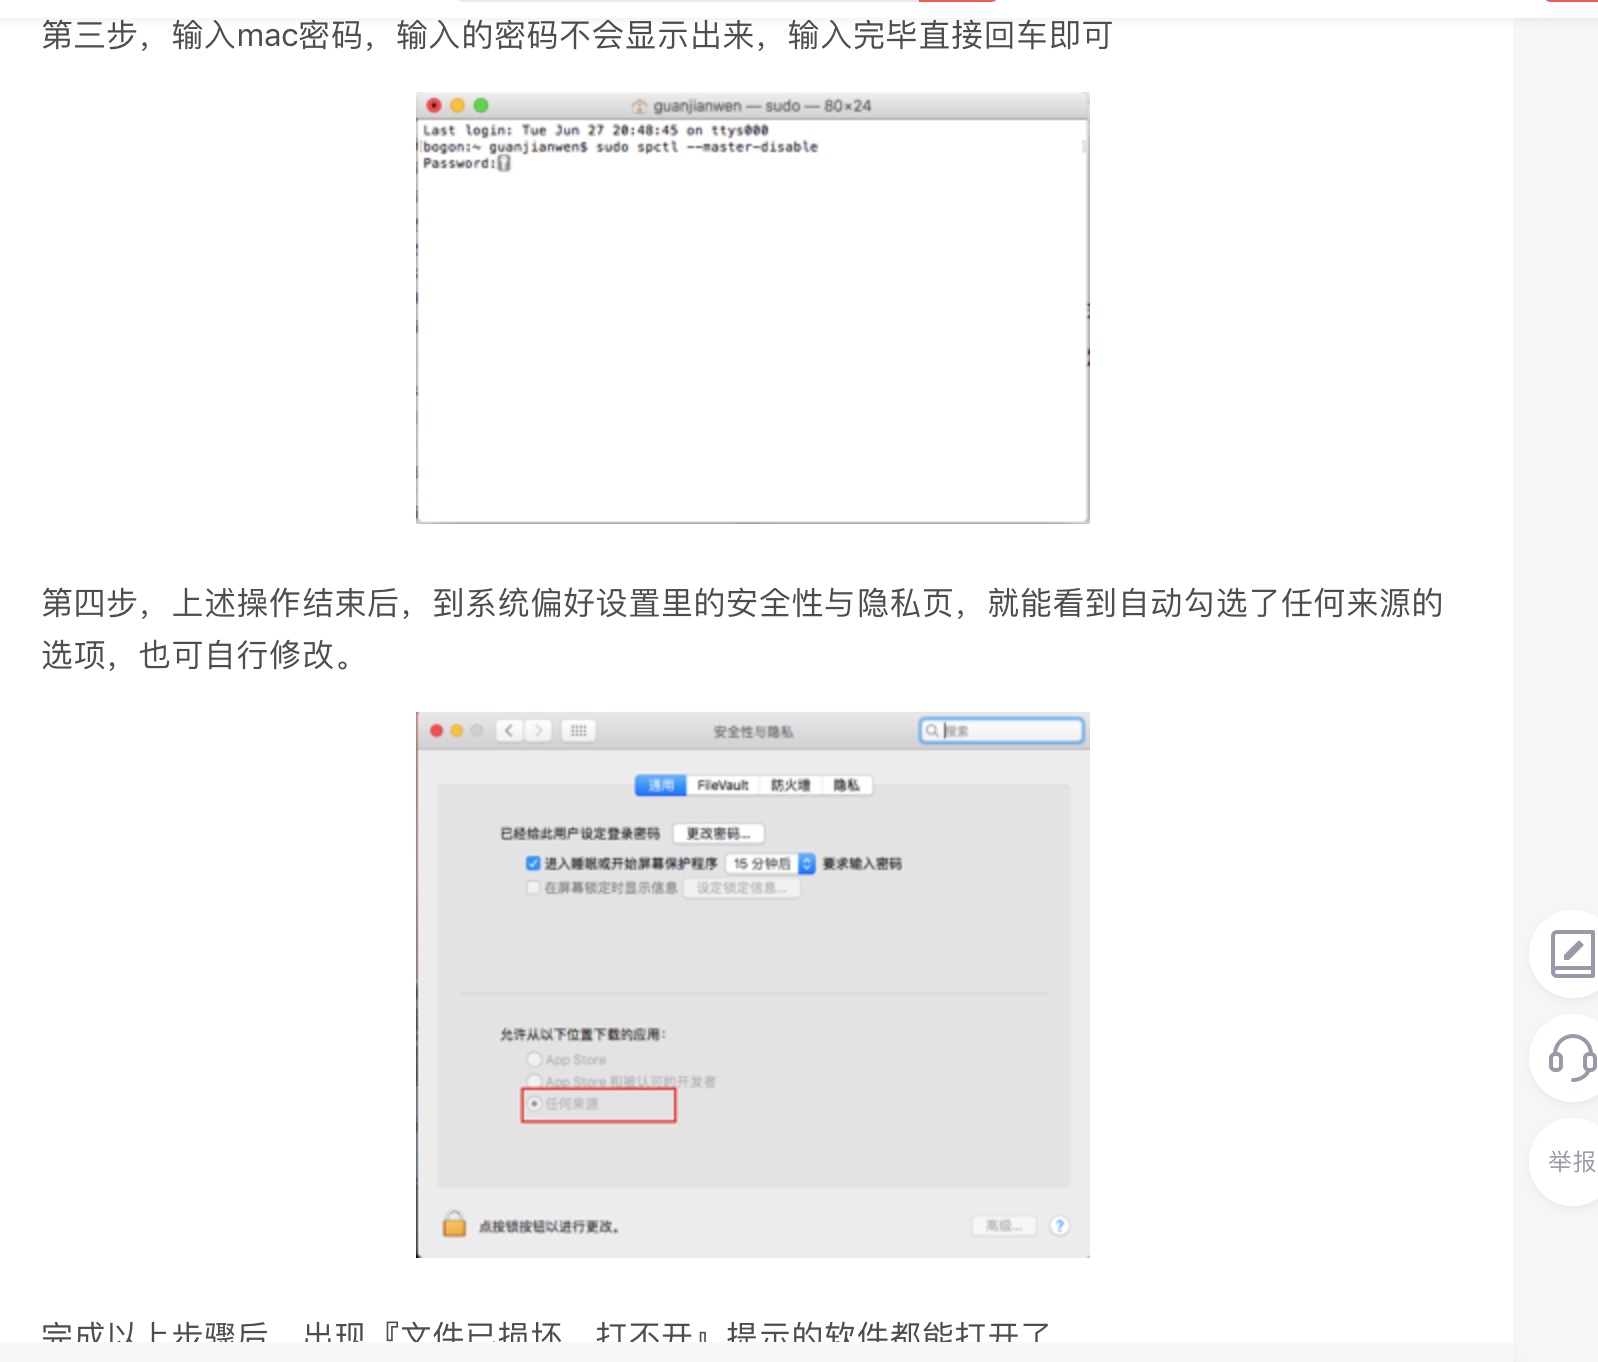 第三步，输入mac密码，输入的密码不会显示出来，输入完毕直接回车即可
guanjianwen — sudo — 80×24
Last login: Tue Jun 27 20:48:45 on ttys000
bogon:~ guanjianwen$ sudo spctl --master-disable
Password:
第四步，上述操作结束后，到系统偏好设置里的安全性与隐私页，就能看到自动勾选了任何来源的
选项，也可自行修改。
安全性与隐私
搜索
通用 FileVault 防火墙 隐私
已经给此用户设定登录密码 更改密码...
进入睡眠或开始屏幕保护程序 15 分钟后 要求输入密码
在屏幕锁定时显示信息 设定锁定信息...
允许从以下位置下载的应用：
App Store
App Store 和被认可的开发者
任何来源
点按锁按钮以进行更改。
高级... ?
举报
完成以上步骤后，出现『文件已损坏，打不开』提示的软件都能打开了